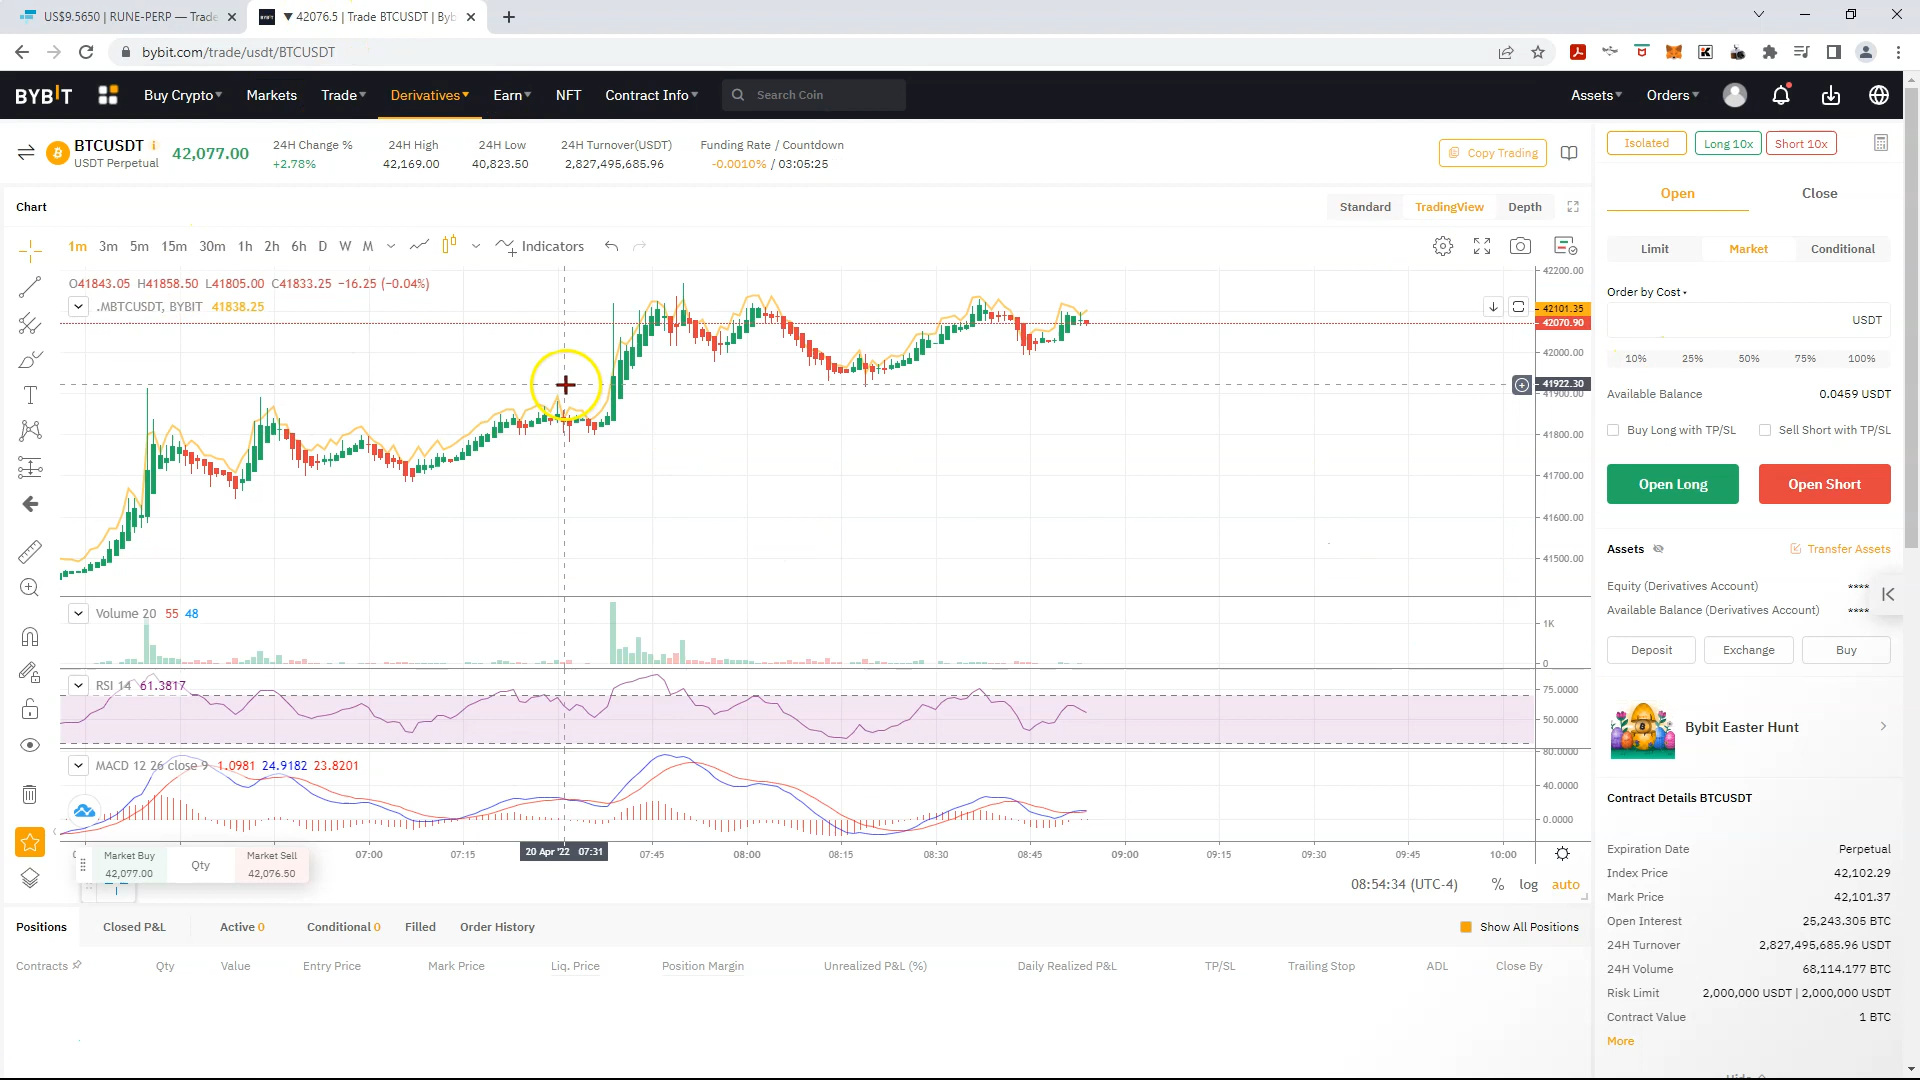 US$9.5650 | RUNE-PERP — Trade
▼ 42076.5 | Trade BTCUSDT | Byb
bybit.com/trade/usdt/BTCUSDT
BYBIT Buy Crypto Markets Trade Derivatives Earn NFT Contract Info Search Coin Assets Orders
BTCUSDT
USDT Perpetual
42,077.00
24H Change %
+2.78%
24H High
42,169.00
24H Low
40,823.50
24H Turnover(USDT)
2,827,495,685.96
Funding Rate / Countdown
-0.0010% / 03:05:25
Copy Trading
Isolated Long 10x Short 10x
Chart
Standard TradingView Depth
1m 3m 5m 15m 30m 1h 2h 6h D W M Indicators
O41843.05 H41858.50 L41805.00 C41833.25 −16.25 (−0.04%)
.MBTCUSDT, BYBIT 41838.25
42200.00
42101.35
42070.90
42000.00
41922.30
41900.00
41800.00
41700.00
41600.00
41500.00
Volume 20 55 48
1K
0
RSI 14 61.3817
75.0000
50.0000
MACD 12 26 close 9 1.0981 24.9182 23.8201
80.0000
40.0000
0.0000
07:00 07:15 20 Apr '22 07:31 07:45 08:00 08:15 08:30 08:45 09:00 09:15 09:30 09:45 10:00
Market Buy
42,077.00
Qty
Market Sell
42,076.50
08:54:34 (UTC-4) % log auto
Positions Closed P&L Active 0 Conditional 0 Filled Order History Show All Positions
Contracts Qty Value Entry Price Mark Price Liq. Price Position Margin Unrealized P&L (%) Daily Realized P&L TP/SL Trailing Stop ADL Close By
Open Close
Limit Market Conditional
Order by Cost
USDT
10% 25% 50% 75% 100%
Available Balance 0.0459 USDT
Buy Long with TP/SL Sell Short with TP/SL
Open Long Open Short
Assets Transfer Assets
Equity (Derivatives Account) ****
Available Balance (Derivatives Account) ****
Deposit Exchange Buy
Bybit Easter Hunt
Contract Details BTCUSDT
Expiration Date Perpetual
Index Price 42,102.29
Mark Price 42,101.37
Open Interest 25,243.305 BTC
24H Turnover 2,827,495,685.96 USDT
24H Volume 68,114.177 BTC
Risk Limit 2,000,000 USDT | 2,000,000 USDT
Contract Value 1 BTC
More